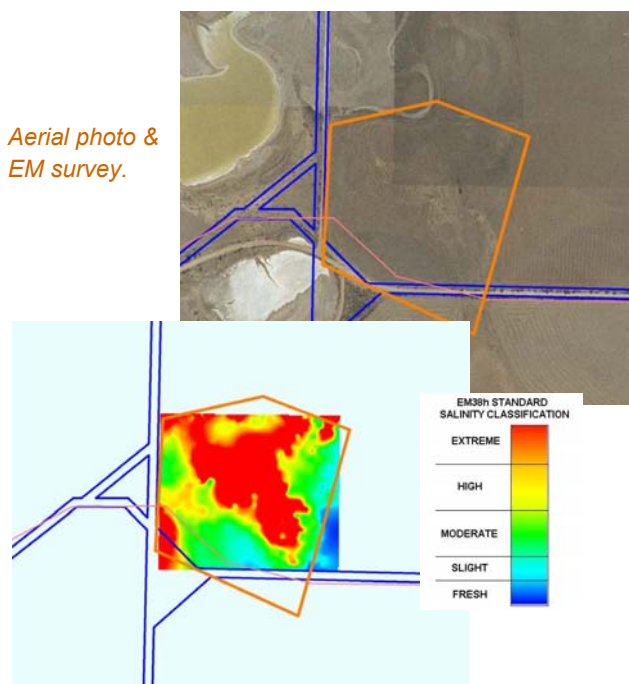 Aerial photo &
EM survey.
EM38h STANDARD
SALINITY CLASSIFICATION
EXTREME
HIGH
MODERATE
SLIGHT
FRESH